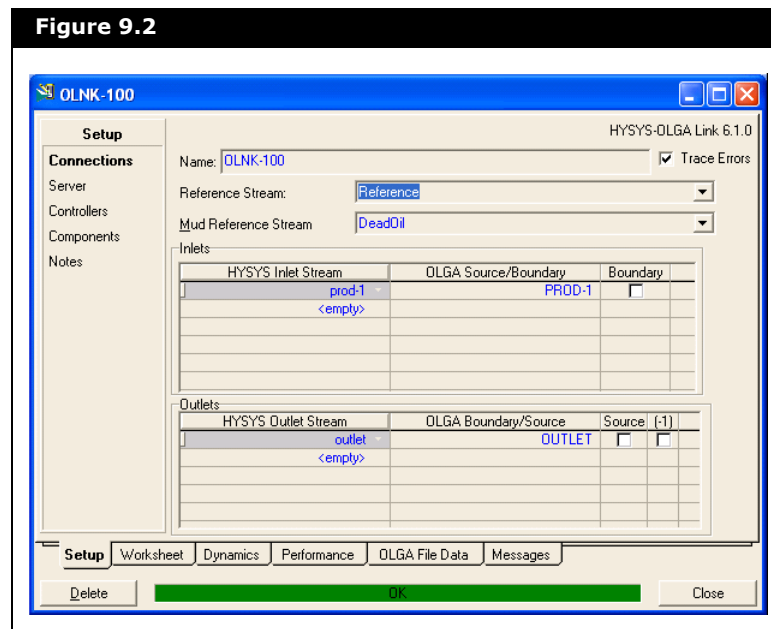 Figure 9.2
OLNK-100
Setup
Connections
Server
Controllers
Components
Notes
HYSYS-OLGA Link 6.1.0
Name: OLNK-100
Trace Errors
Reference Stream: Reference
Mud Reference Stream DeadOil
Inlets
HYSYS Inlet Stream OLGA Source/Boundary Boundary
prod-1 PROD-1
<empty>
Outlets
HYSYS Outlet Stream OLGA Boundary/Source Source (-1)
outlet OUTLET
<empty>
Setup Worksheet Dynamics Performance OLGA File Data Messages
Delete OK Close